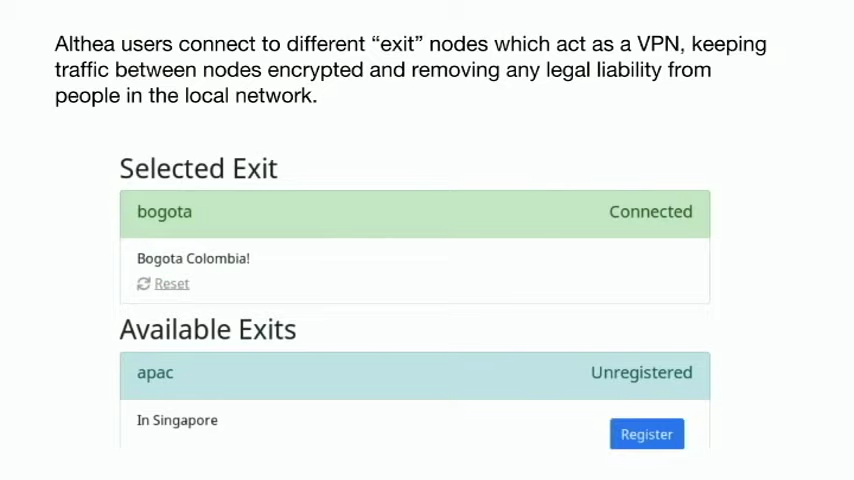 Althea users connect to different “exit” nodes which act as a VPN, keeping
traffic between nodes encrypted and removing any legal liability from
people in the local network.
Selected Exit
bogota Connected
Bogota Colombia!
Reset
Available Exits
apac Unregistered
In Singapore
Register